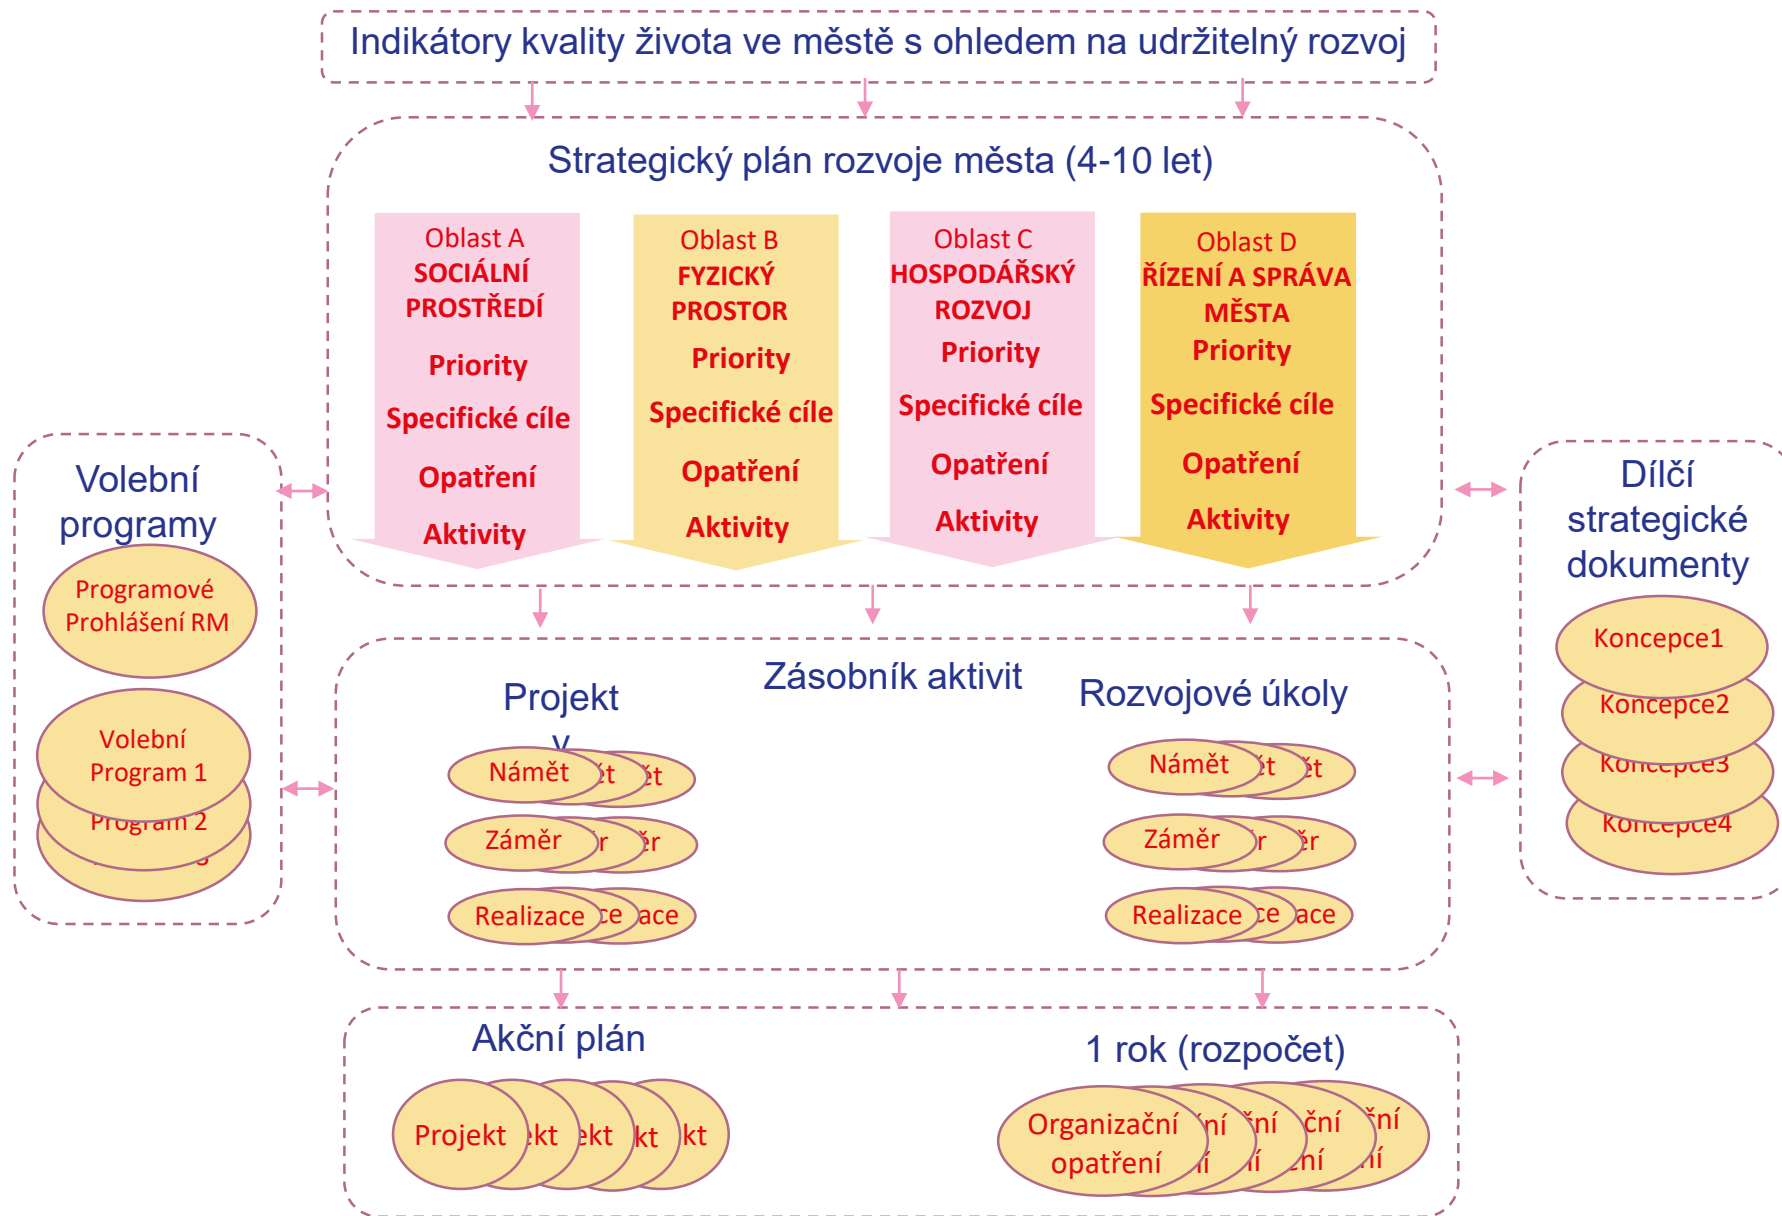 Indikátory kvality života ve městě s ohledem na udržitelný rozvoj
Strategický plán rozvoje města (4-10 let)
Oblast A
SOCIÁLNÍ
PROSTŘEDÍ
Priority
Specifické cíle
Opatření
Aktivity
Oblast B
FYZICKÝ
PROSTOR
Priority
Specifické cíle
Opatření
Aktivity
Oblast C
HOSPODÁŘSKÝ
ROZVOJ
Priority
Specifické cíle
Opatření
Aktivity
Oblast D
ŘÍZENÍ A SPRÁVA
MĚSTA
Priority
Specifické cíle
Opatření
Aktivity
Volební
programy
Programové
Prohlášení RM
Volební
Program 1
Program 2
Dílčí
strategické
dokumenty
Koncepce1
Koncepce2
Koncepce3
Koncepce4
Zásobník aktivit
Projekt
v
Námět
Záměr
Realizace
Rozvojové úkoly
Námět
Záměr
Realizace
Akční plán
Projekt
1 rok (rozpočet)
Organizační
opatření